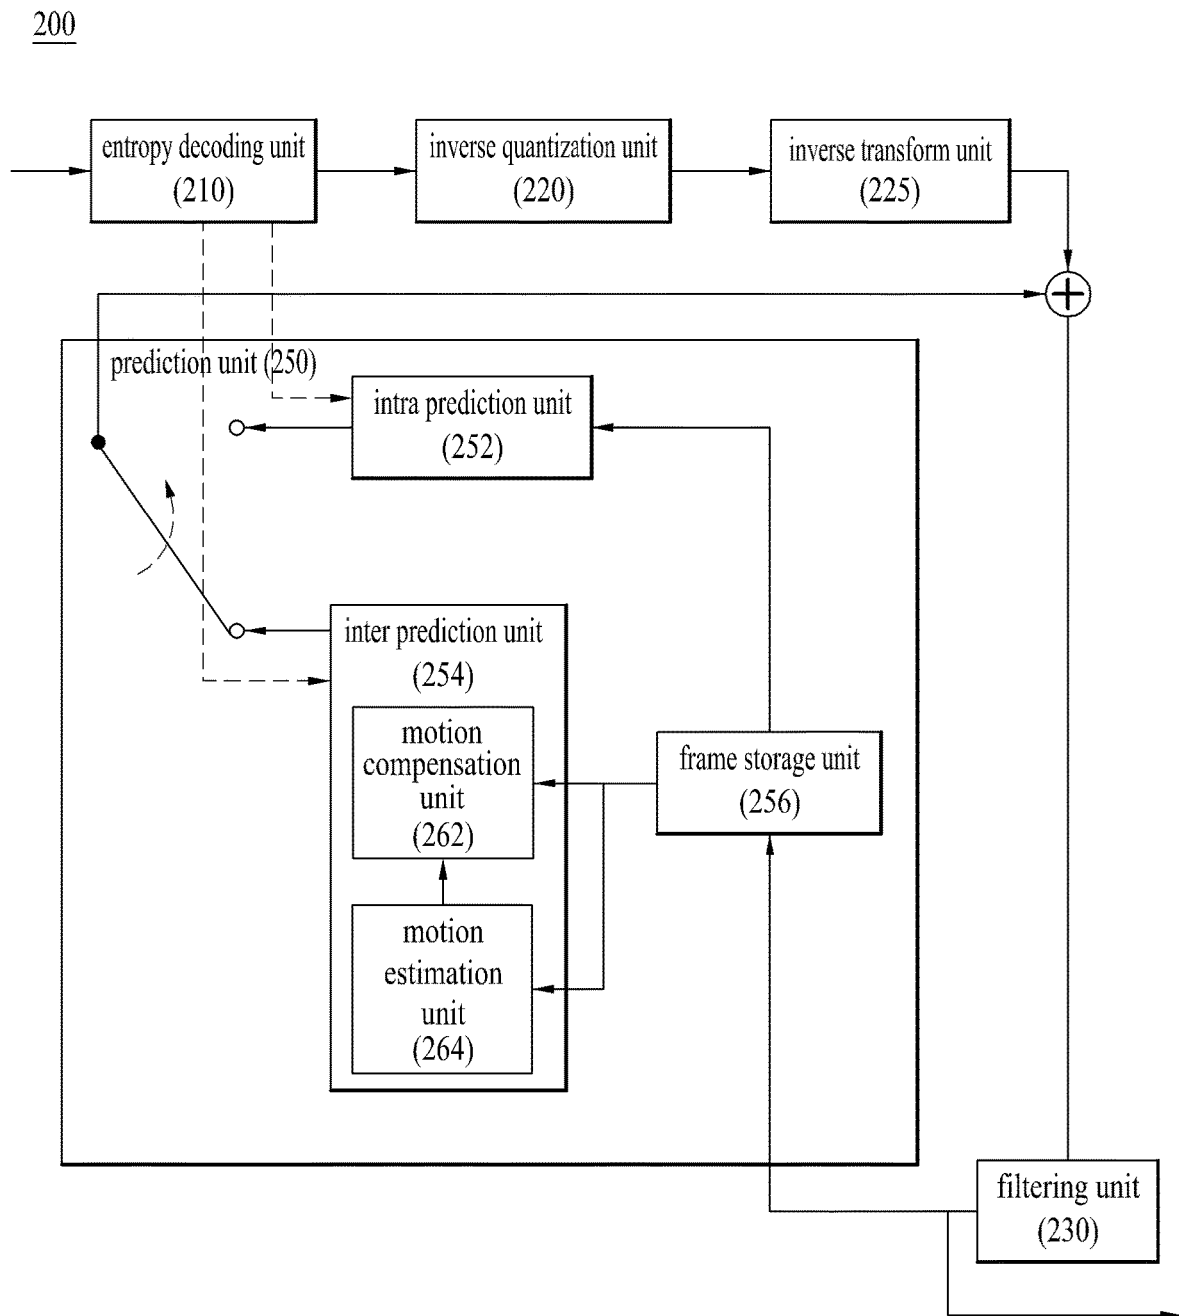 200
entropy decoding unit
(210)
inverse quantization unit
(220)
inverse transform unit
(225)
+
prediction unit (250)
intra prediction unit
(252)
inter prediction unit
(254)
motion
compensation
unit
(262)
frame storage unit
(256)
motion
estimation
unit
(264)
filtering unit
(230)